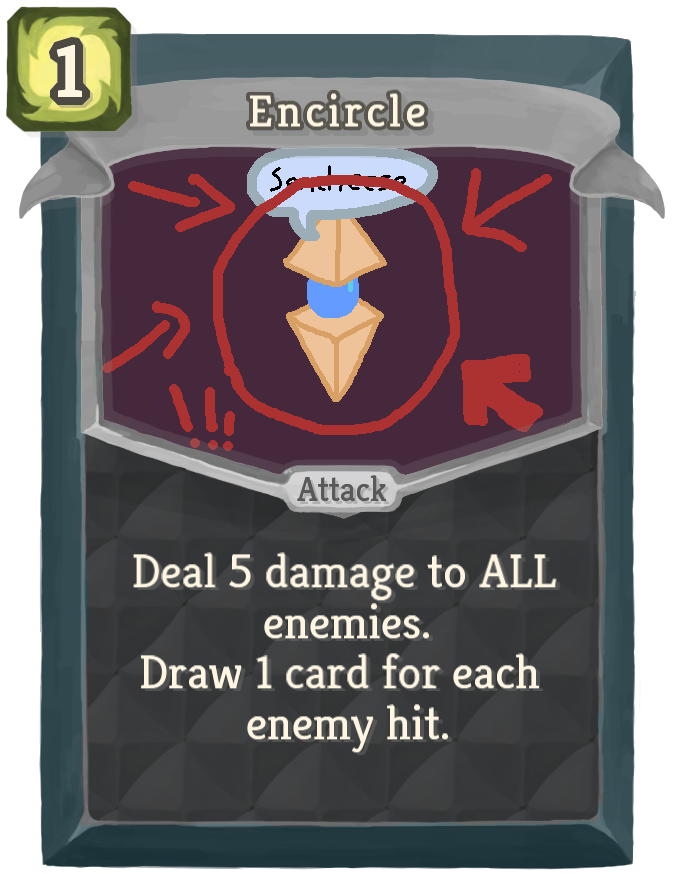 1
Encircle
Attack
Deal 5 damage to ALL
enemies.
Draw 1 card for each
enemy hit.